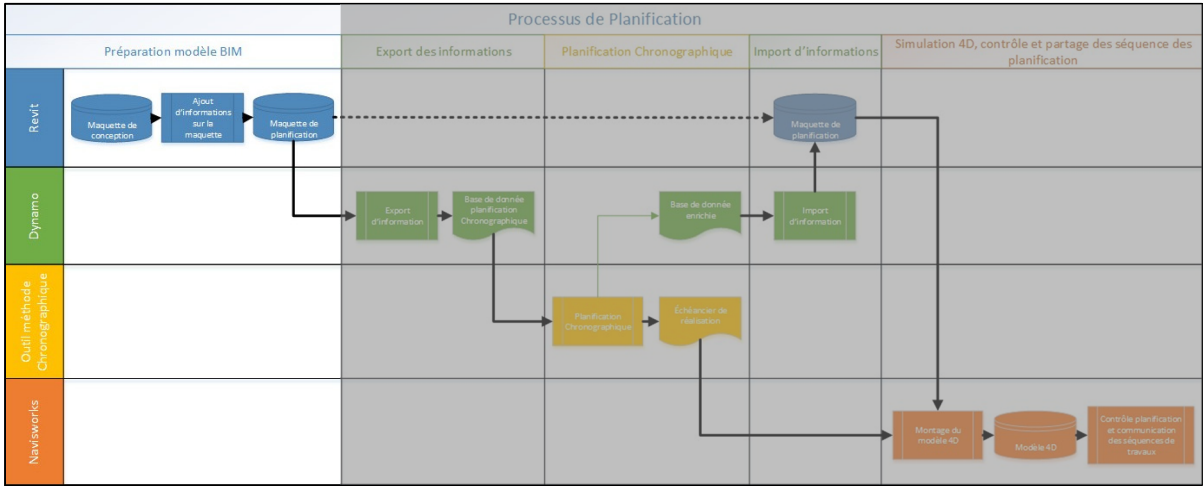 Processus de Planification
Préparation modèle BIM
Export des informations
Planification Chronographique
Import d'informations
Simulation 4D, contrôle et partage des séquence des
planification
Revit
Maquette de
conception
Ajout
d'informations
sur la
maquette
Maquette de
planification
Maquette de
planification
Dynamo
Export
d'information
Base de donnée
planification
Chronographique
Base de donnée
enrichie
Import
d'information
Outil méthode
Chronographique
Planification
Chronographique
Échéancier de
réalisation
Navisworks
Montage du
modèle 4D
Modèle 4D
Contrôle planification
et communication
des séquences de
travaux